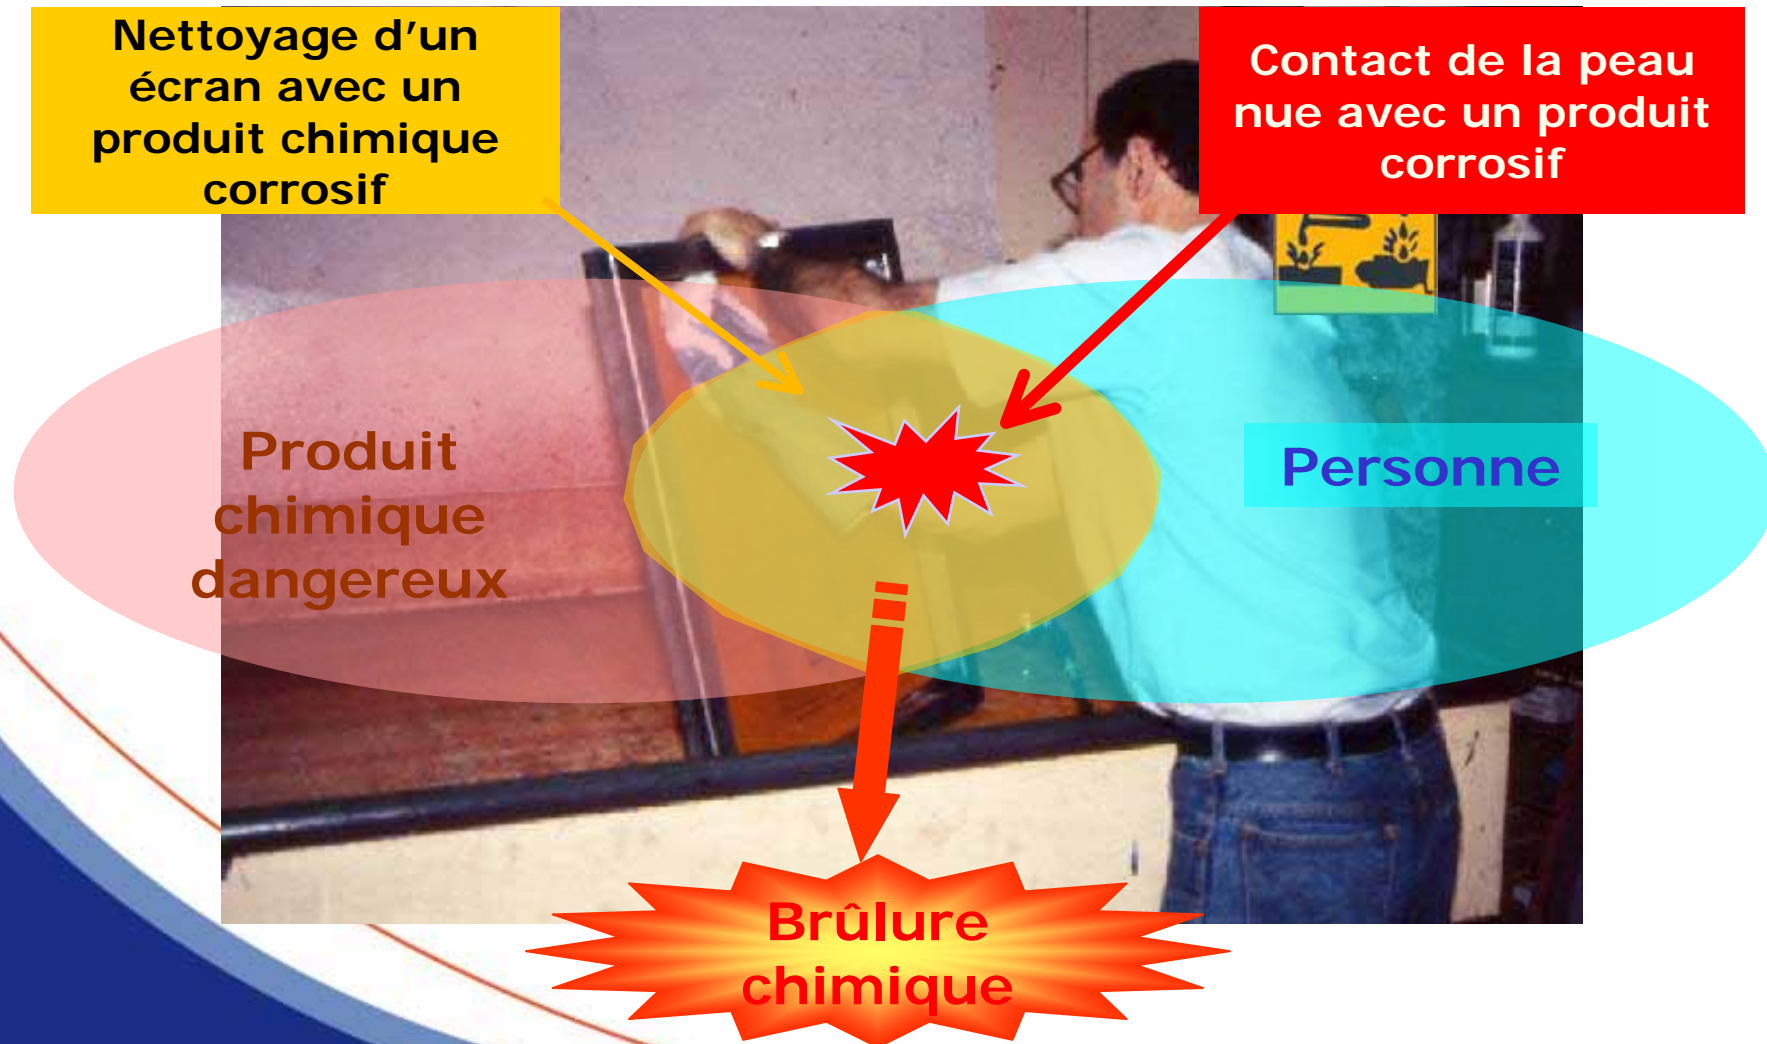 Nettoyage d’un
écran avec un
produit chimique
corrosif
Contact de la peau
nue avec un produit
corrosif
Produit
chimique
dangereux
Personne
Brûlure
chimique